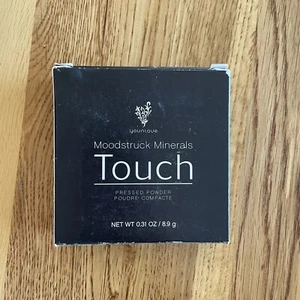 younique
Moodstruck Minerals
Touch
PRESSED POWDER
POUDRE COMPACTE
NET WT 0.31 OZ / 8.9 g